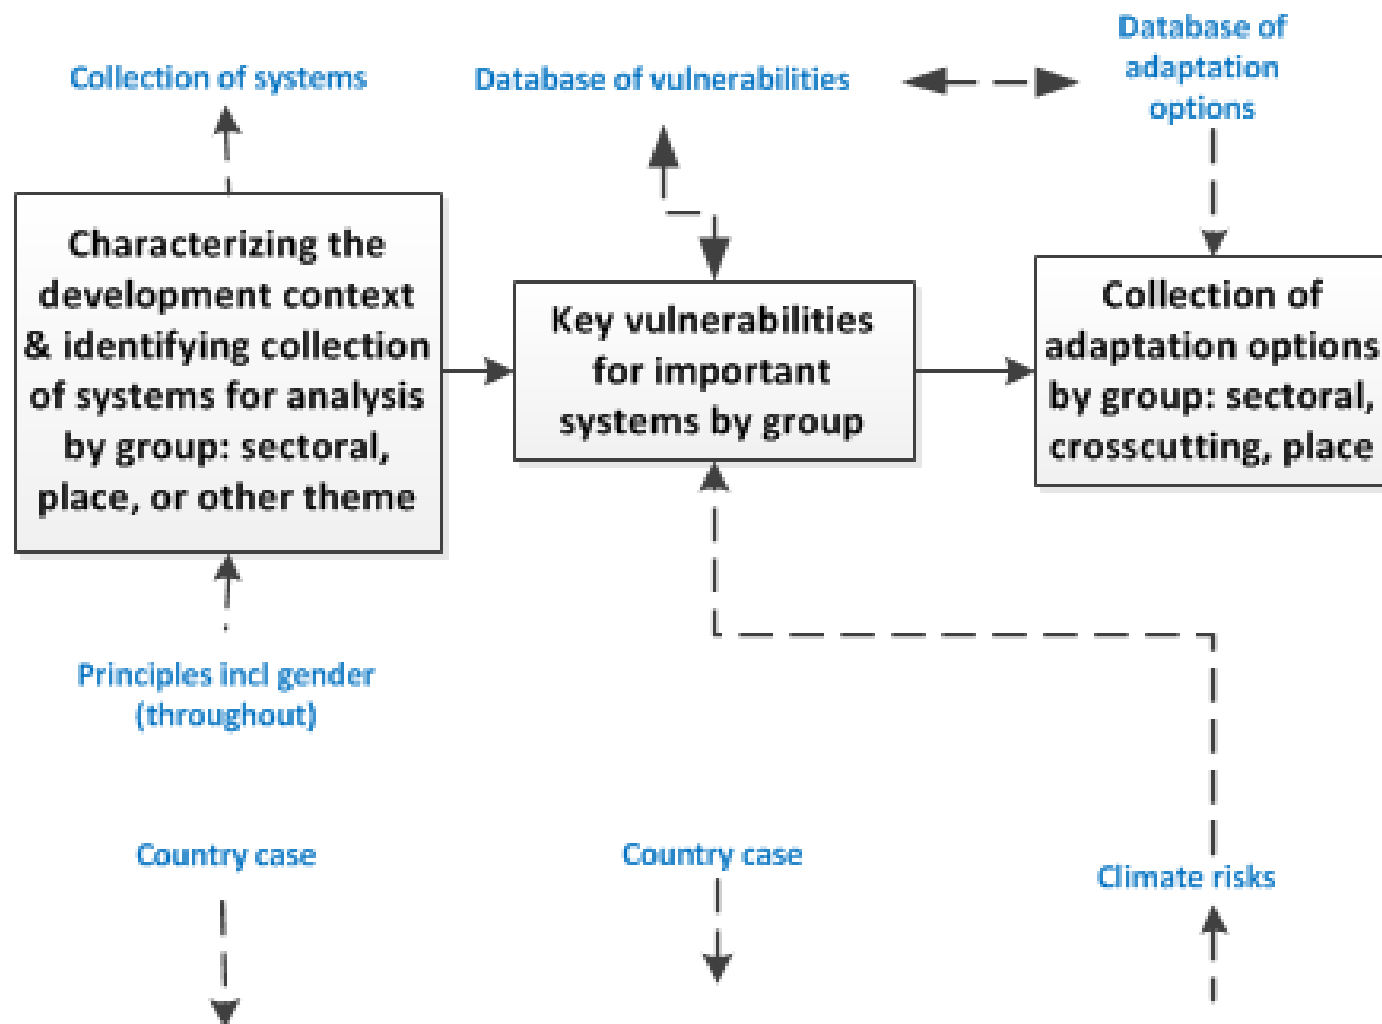 Collection of systems
Database of vulnerabilities
Database of
adaptation
options
Characterizing the
development context
& identifying collection
of systems for analysis
by group: sectoral,
place, or other theme
Key vulnerabilities
for important
systems by group
Collection of
adaptation options
by group: sectoral,
crosscutting, place
Principles incl gender
(throughout)
Country case
Country case
Climate risks